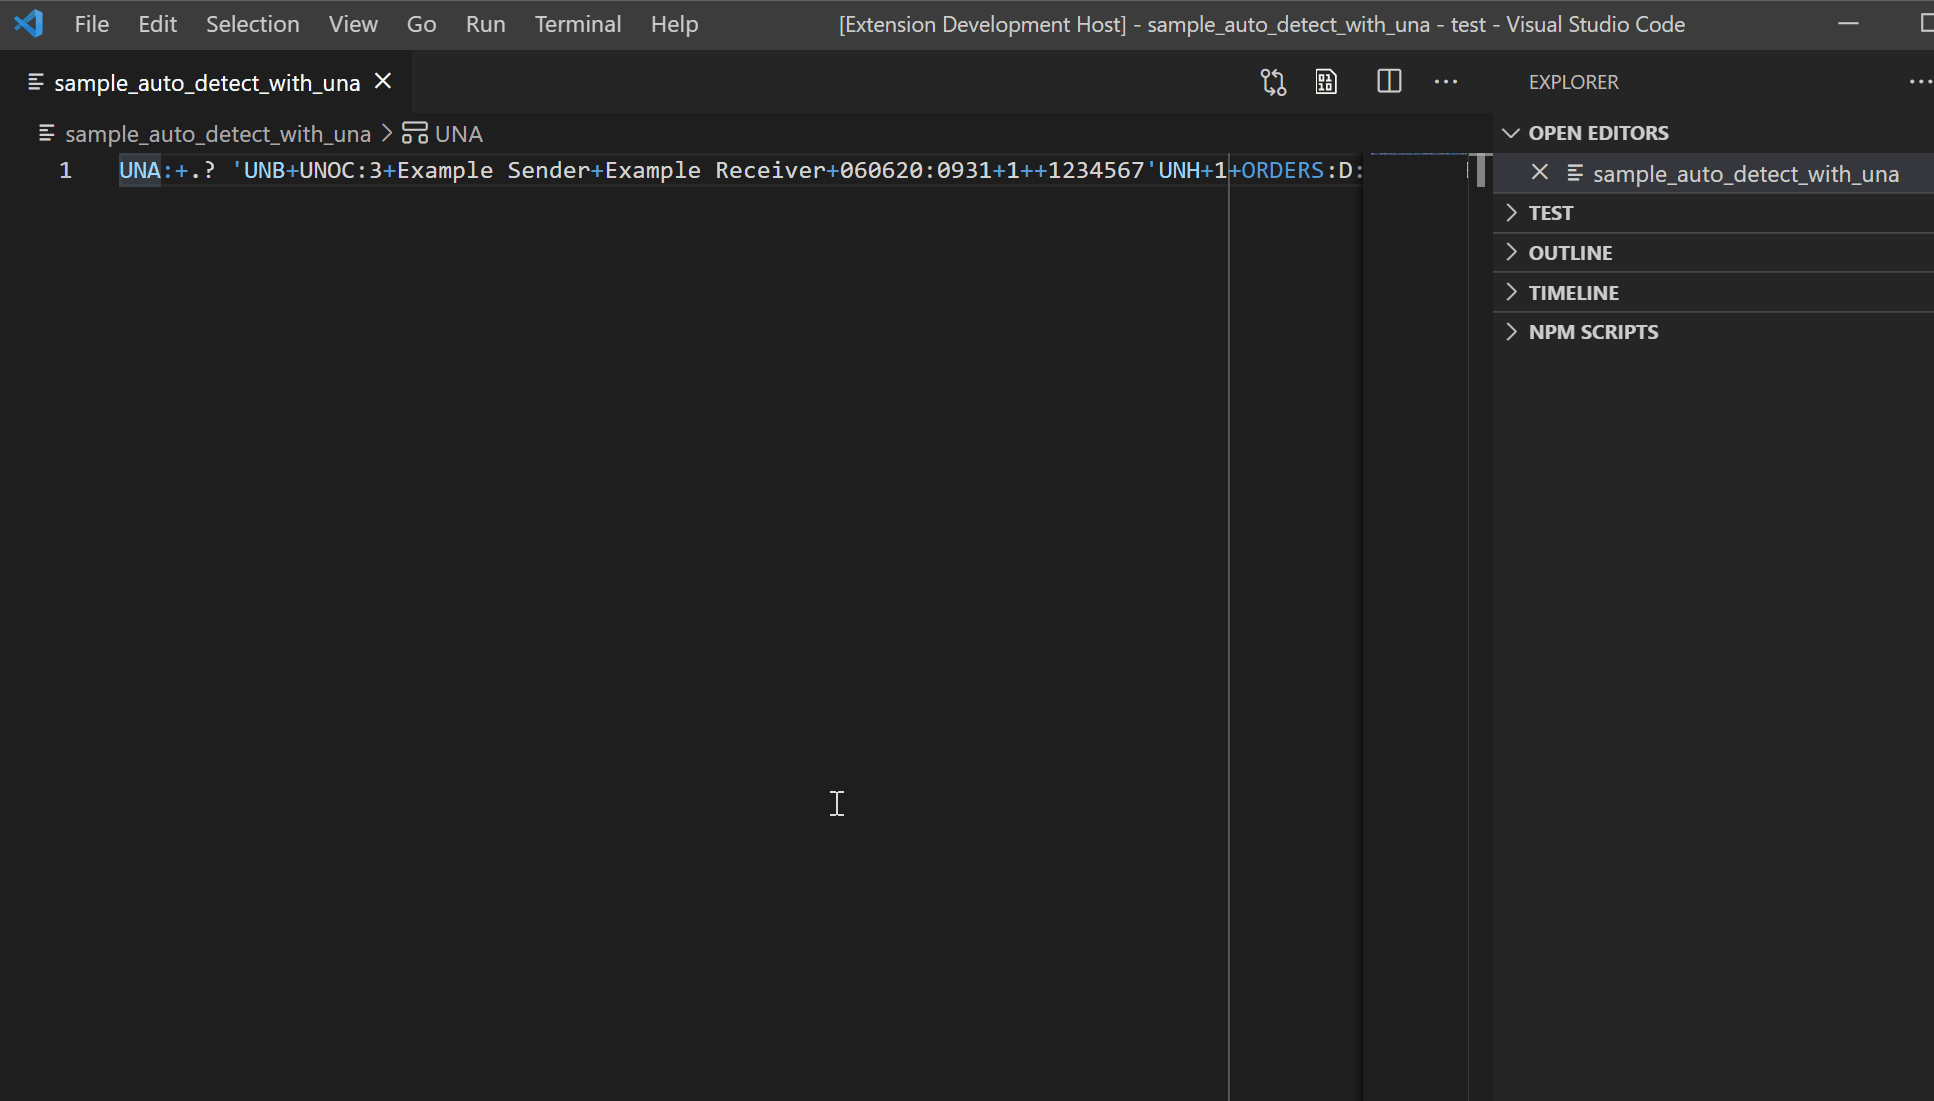 File Edit Selection View Go Run Terminal Help [Extension Development Host] - sample_auto_detect_with_una - test - Visual Studio Code
sample_auto_detect_with_una
EXPLORER
sample_auto_detect_with_una > UNA
1 UNA:+.? 'UNB+UNOC:3+Example Sender+Example Receiver+060620:0931+1++1234567'UNH+1+ORDERS:D:
OPEN EDITORS
sample_auto_detect_with_una
TEST
OUTLINE
TIMELINE
NPM SCRIPTS